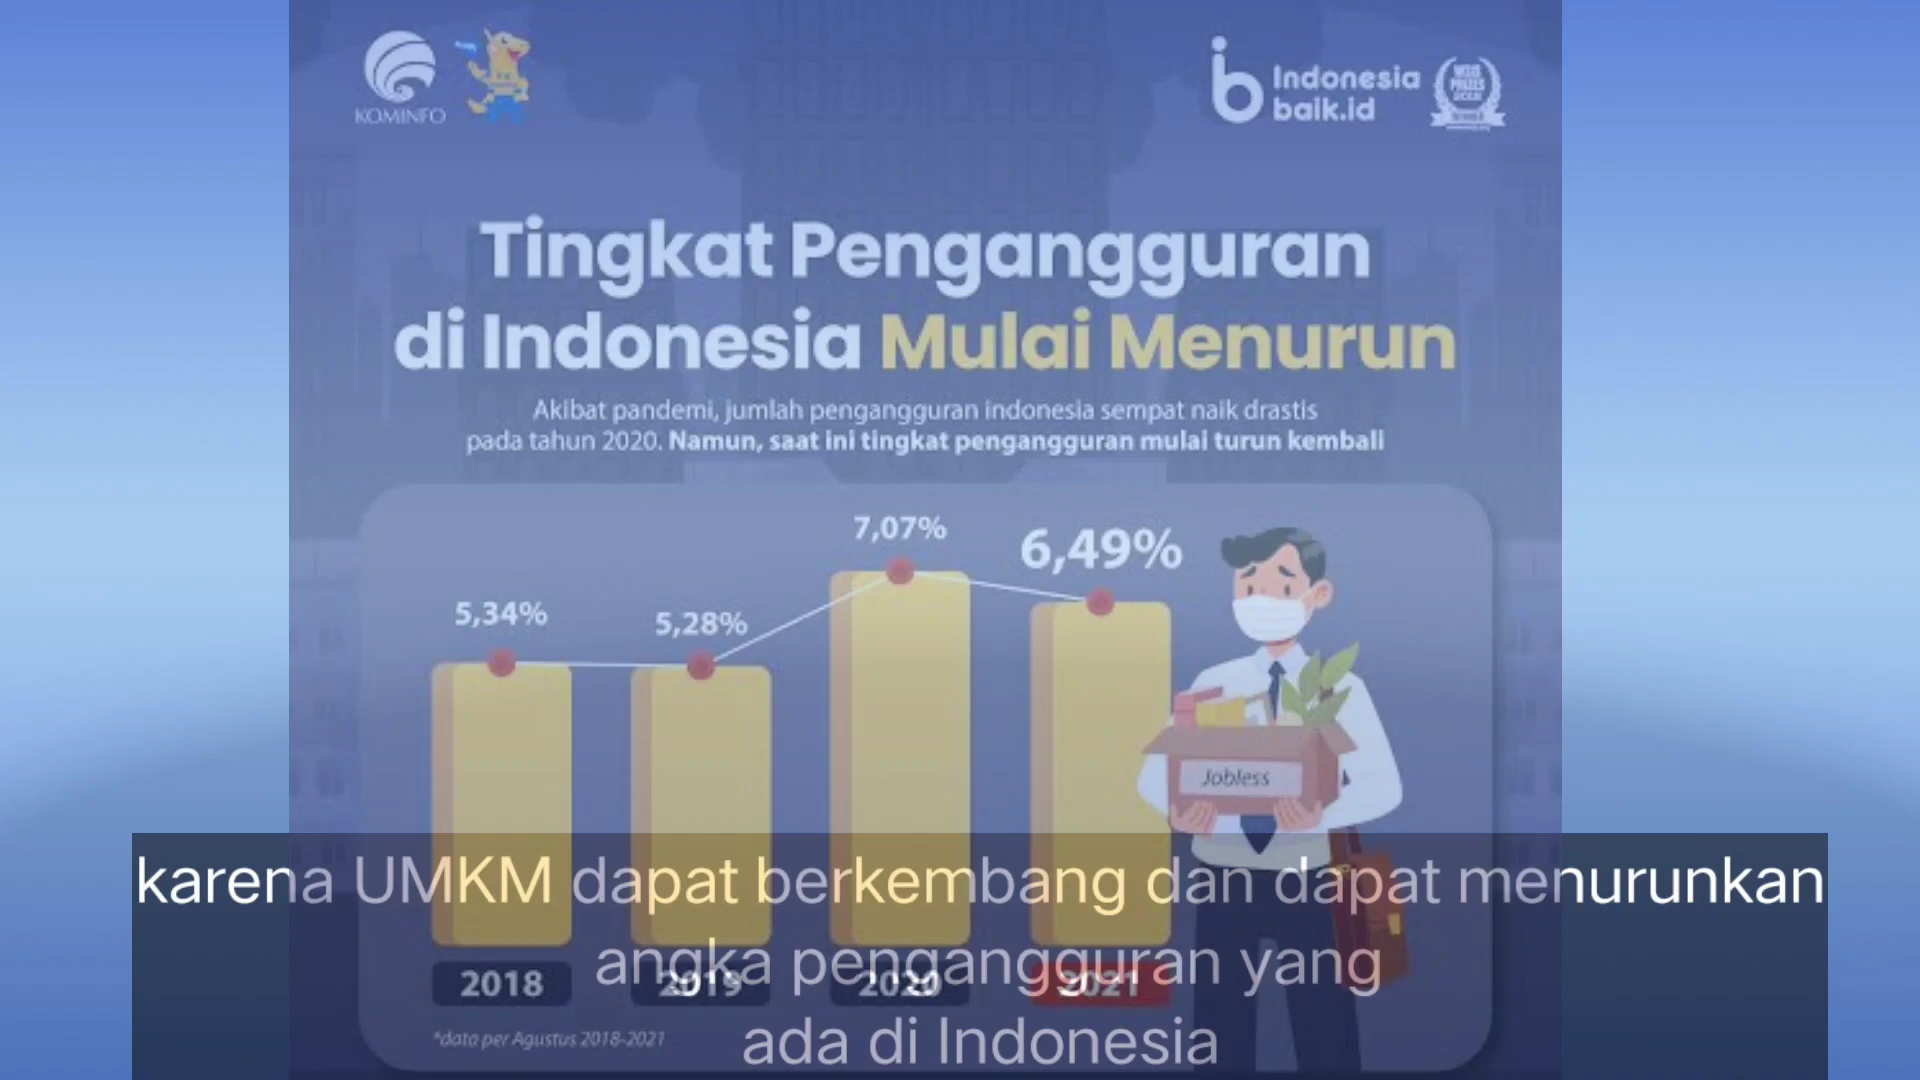 KOMINFO
Indonesia
baik.id
Tingkat Pengangguran
di Indonesia Mulai Menurun
Akibat pandemi, jumlah pengangguran indonesia sempat naik drastis
pada tahun 2020. Namun, saat ini tingkat pengangguran mulai turun kembali
5,34%
5,28%
7,07%
6,49%
Jobless
2018
2019
2020
2021
*data per Agustus 2018-2021
karena UMKM dapat berkembang dan dapat menurunkan
angka pengangguran yang
ada di Indonesia